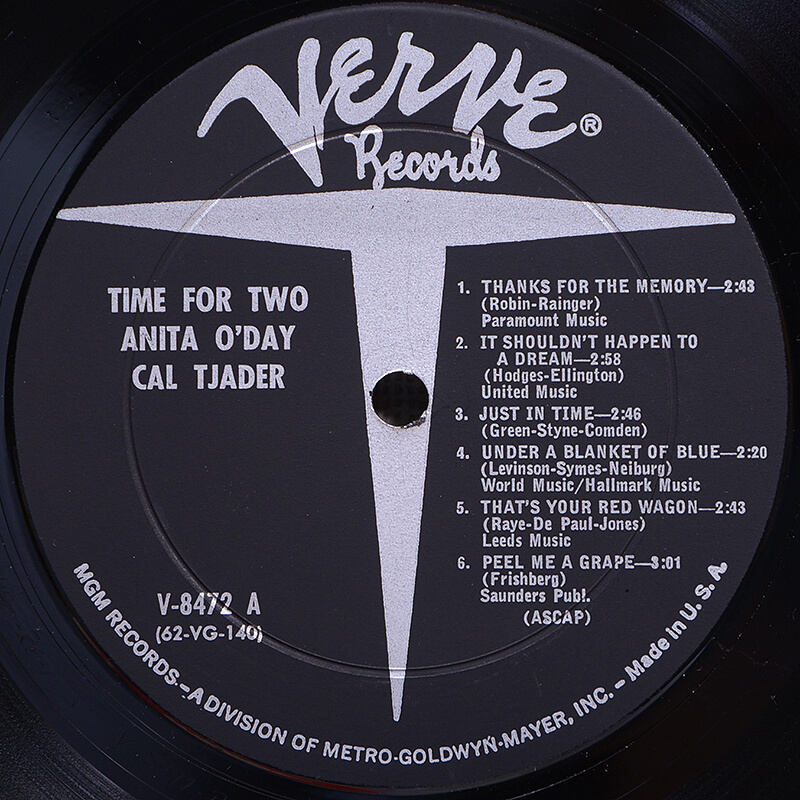 Verve®
Records
TIME FOR TWO
ANITA O'DAY
CAL TJADER
1. THANKS FOR THE MEMORY—2:43
(Robin-Rainger)
Paramount Music
2. IT SHOULDN'T HAPPEN TO
A DREAM—2:58
(Hodges-Ellington)
United Music
3. JUST IN TIME—2:46
(Green-Styne-Comden)
4. UNDER A BLANKET OF BLUE—2:20
(Levinson-Symes-Neiburg)
World Music/Hallmark Music
5. THAT'S YOUR RED WAGON—2:43
(Raye-De Paul-Jones)
Leeds Music
6. PEEL ME A GRAPE—3:01
(Frishberg)
Saunders Publ.
(ASCAP)
V-8472 A
(62-VG-140)
MGM RECORDS—A DIVISION OF METRO-GOLDWYN-MAYER, INC. – Made in U. S. A.